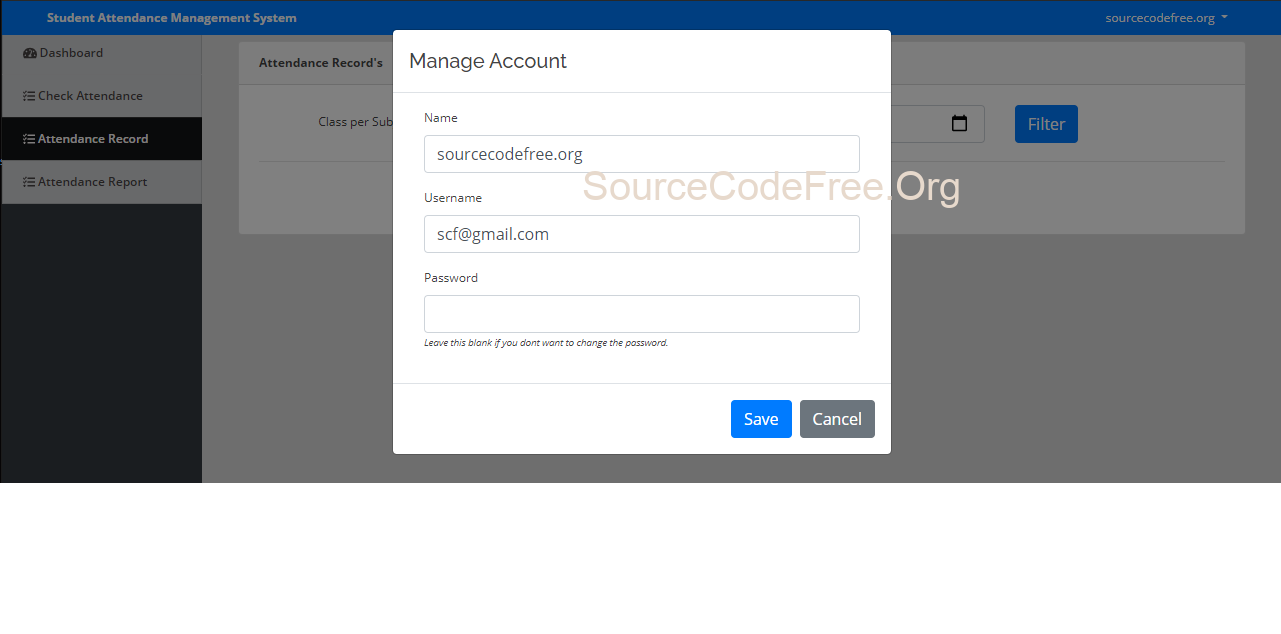 Student Attendance Management System
sourcecodefree.org
Dashboard
Check Attendance
Attendance Record
Attendance Report
Attendance Record's
Class per Sub
Filter
Manage Account
Name
sourcecodefree.org
SourceCodeFree.Org
Username
scf@gmail.com
Password
Leave this blank if you dont want to change the password.
Save Cancel